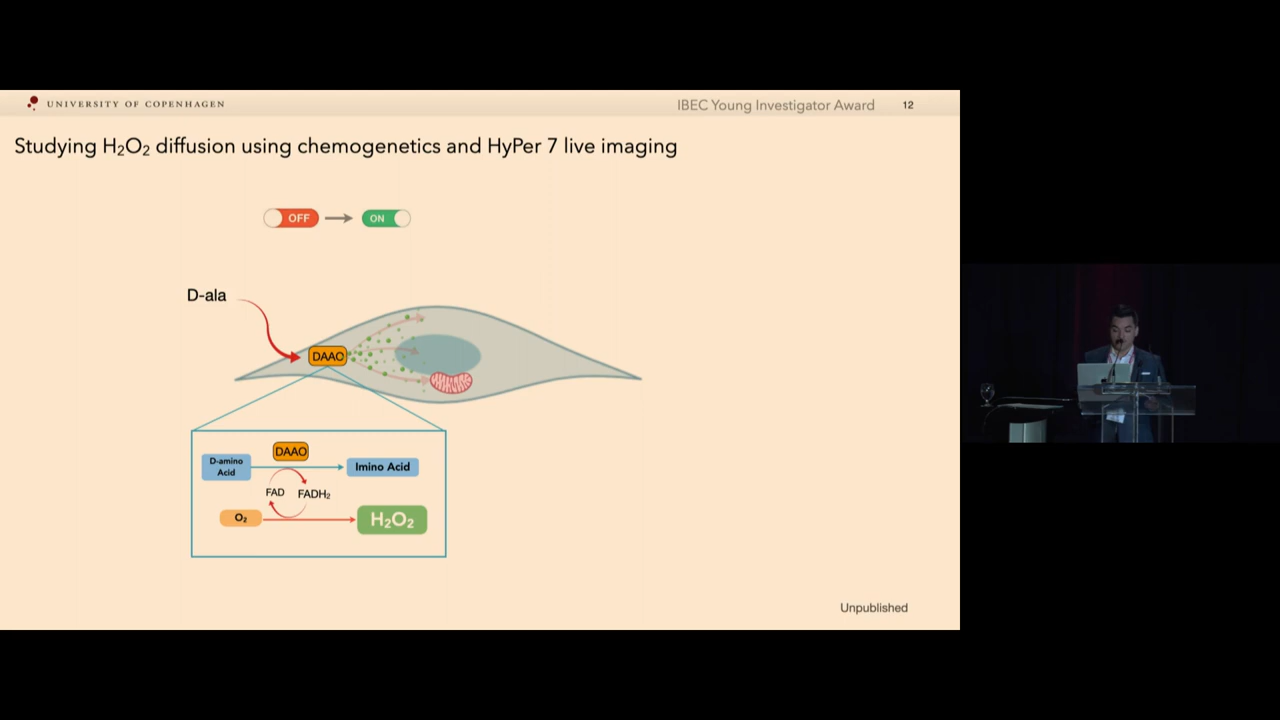 UNIVERSITY OF COPENHAGEN
IBEC Young Investigator Award
12
Studying H₂O₂ diffusion using chemogenetics and HyPer 7 live imaging
OFF
ON
D-ala
DAAO
DAAO
D-amino
Acid
Imino Acid
FAD
FADH₂
O₂
H₂O₂
Unpublished